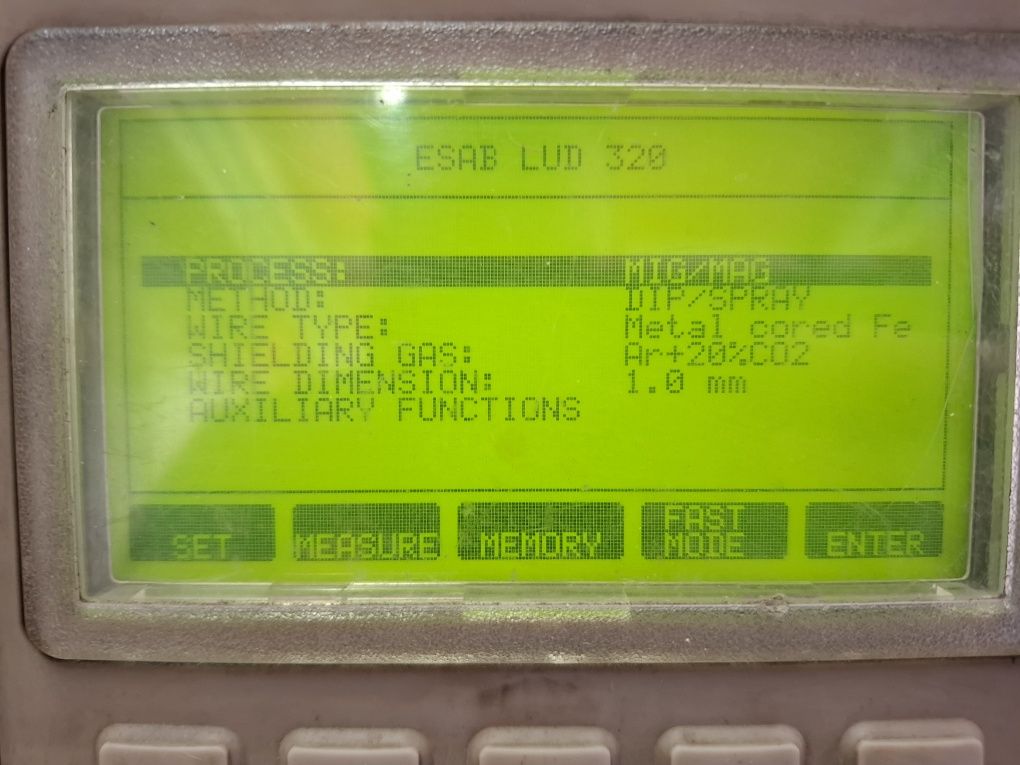 ESAB LUD 320
PROCESS: MIG/MAG
METHOD: DIP/SPRAY
WIRE TYPE: Metal cored Fe
SHIELDING GAS: Ar+20%CO2
WIRE DIMENSION: 1.0 mm
AUXILIARY FUNCTIONS
SET MEASURE MEMORY FAST MODE ENTER